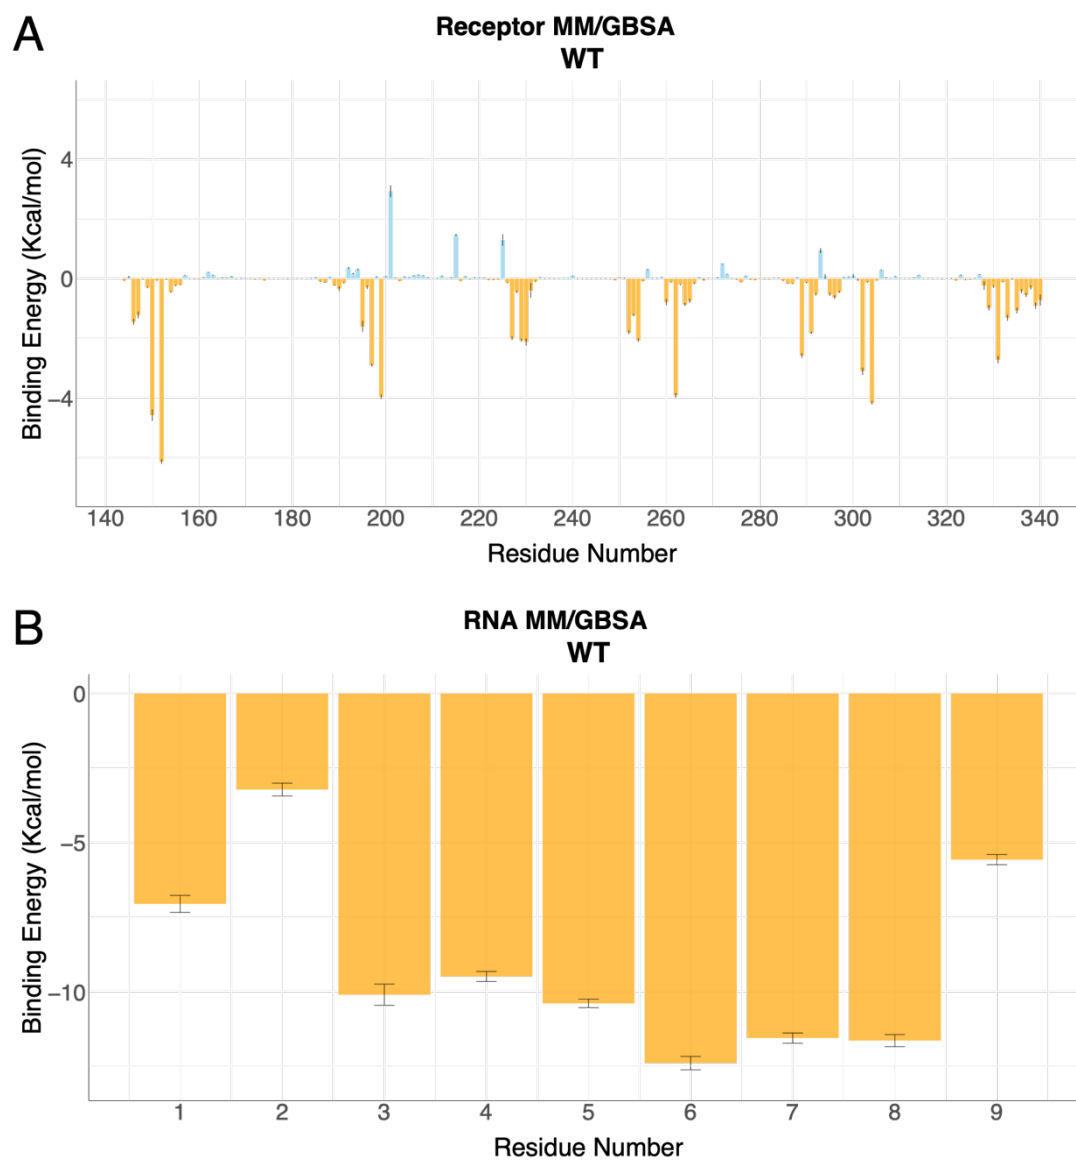 A
Receptor MM/GBSA
WT
Binding Energy (Kcal/mol)
4
0
−4
140 160 180 200 220 240 260 280 300 320 340
Residue Number
B
RNA MM/GBSA
WT
Binding Energy (Kcal/mol)
0
−5
−10
1 2 3 4 5 6 7 8 9
Residue Number